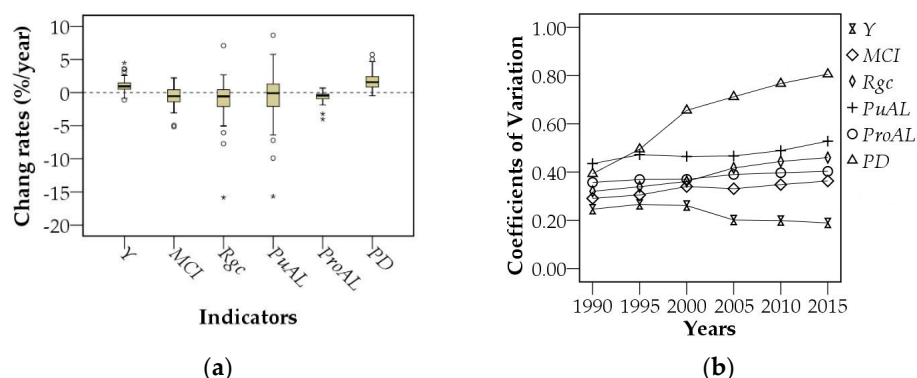 Chang rates (%/year)
10
5
0
-5
-10
-15
-20
Y
MCI
Rgc
PuAL
ProAL
PD
Indicators
(a)
Coefficients of Variation
1.00
0.80
0.60
0.40
0.20
0.00
1990 1995 2000 2005 2010 2015
Years
Y
MCI
Rgc
PuAL
ProAL
PD
(b)